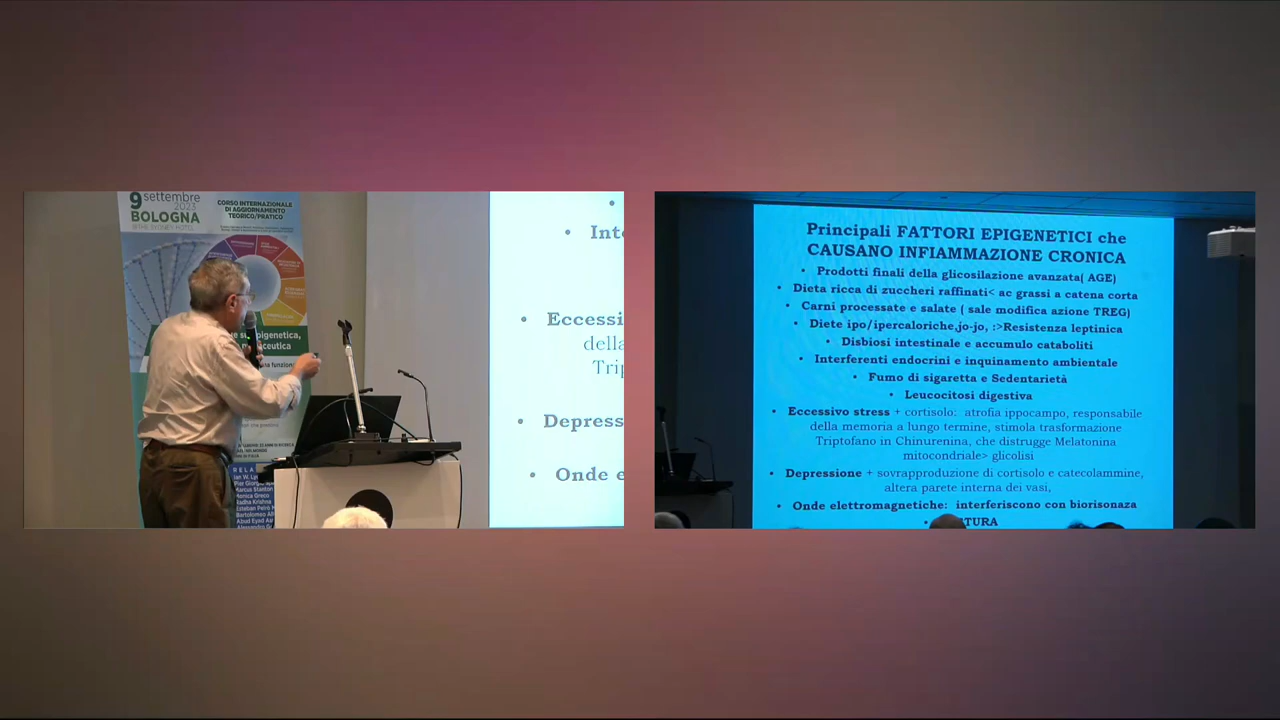 9 settembre
2023
BOLOGNA
CORSO INTERNAZIONALE
DI AGGIORNAMENTO
TEORICO/PRATICO
Ecces
della
Depress
Onde e
Principali FATTORI EPIGENETICI che
CAUSANO INFIAMMAZIONE CRONICA
• Prodotti finali della glicosilazione avanzata( AGE)
• Dieta ricca di zuccheri raffinati< ac grassi a catena corta
• Carni processate e salate ( sale modifica azione TREG)
• Diete ipo/ipercaloriche,jo-jo, :>Resistenza leptinica
• Disbiosi intestinale e accumulo cataboliti
• Interferenti endocrini e inquinamento ambientale
• Fumo di sigaretta e Sedentarietà
• Leucocitosi digestiva
• Eccessivo stress + cortisolo: atrofia ippocampo, responsabile
della memoria a lungo termine, stimola trasformazione
Triptofano in Chinurenina, che distrugge Melatonina
mitocondriale> glicolisi
• Depressione + sovrapproduzione di cortisolo e catecolammine,
altera parete interna dei vasi,
• Onde elettromagnetiche: interferiscono con biorisonaza
TURA